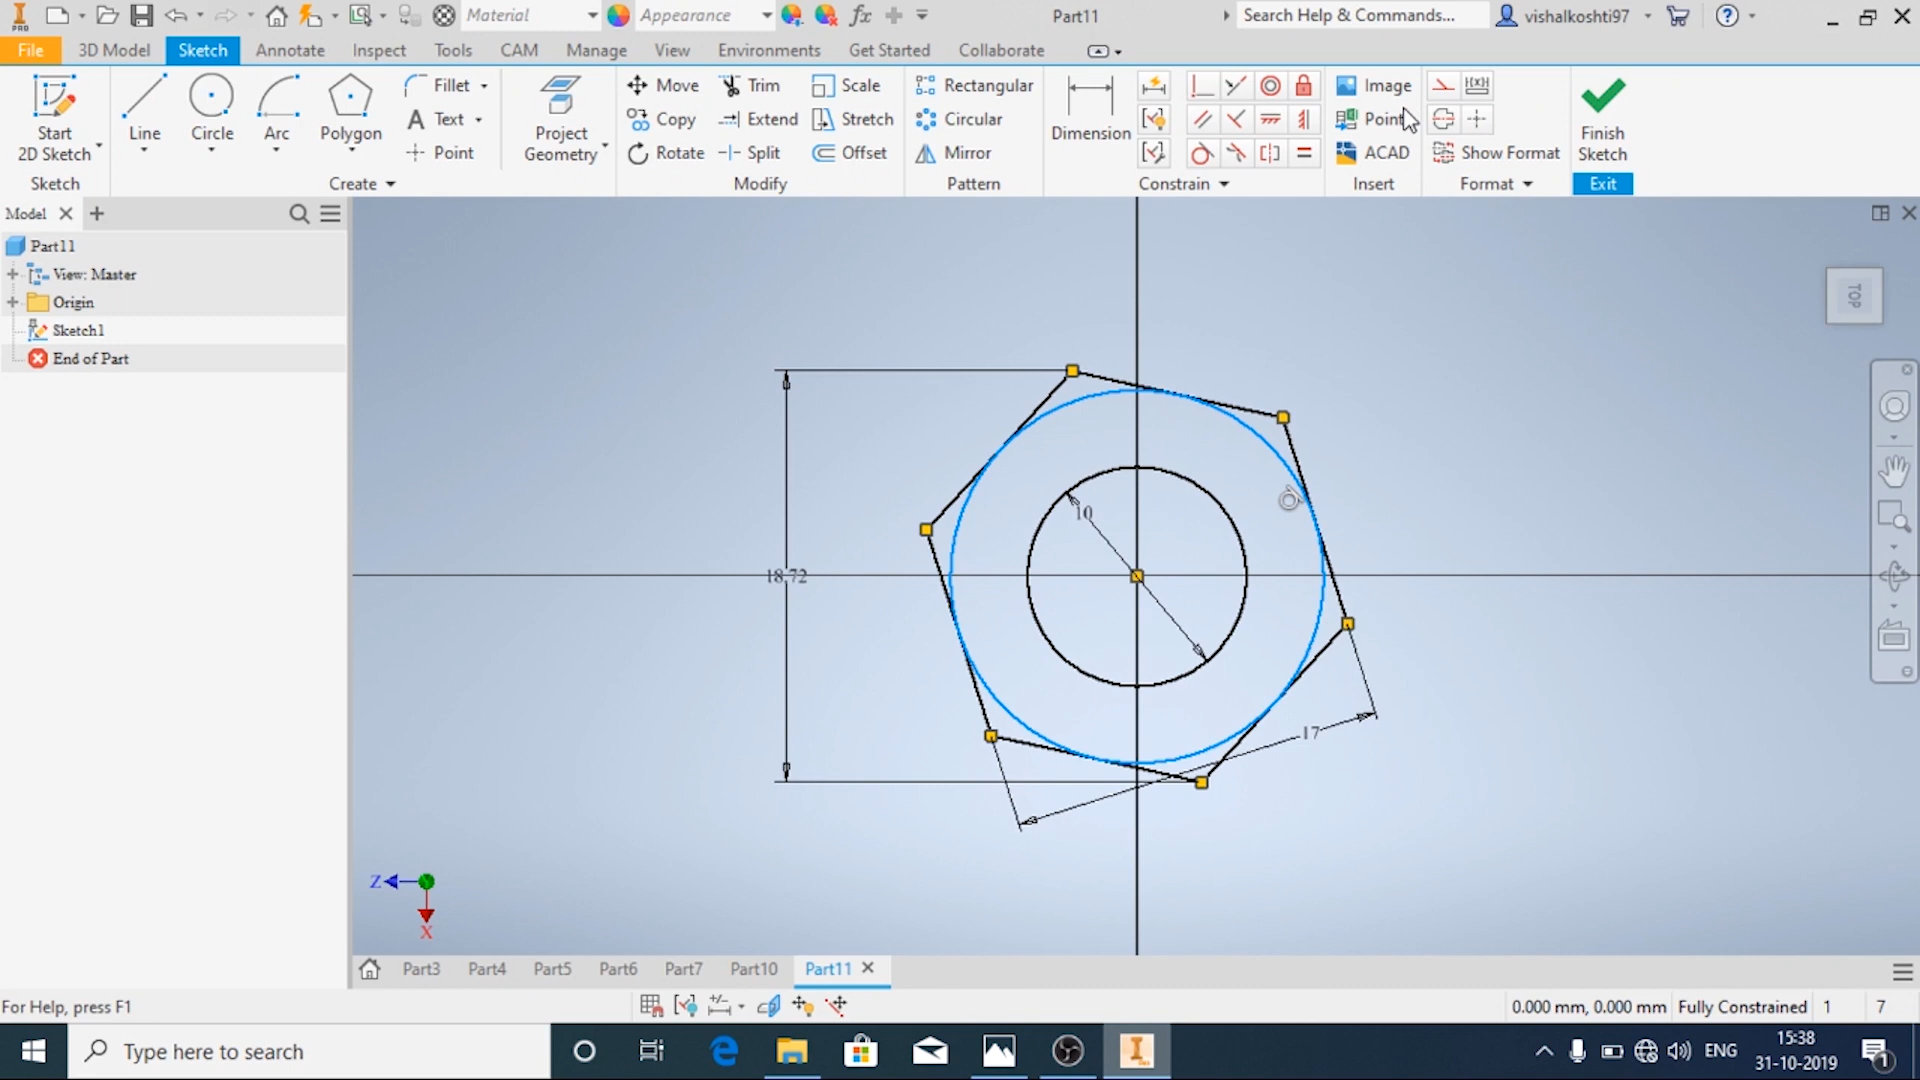 PRO
Material
Appearance
Part11
Search Help & Commands...
vishalkoshti97
File
3D Model
Sketch
Annotate
Inspect
Tools
CAM
Manage
View
Environments
Get Started
Collaborate
Start
2D Sketch
Line
Circle
Arc
Polygon
Fillet
Text
Point
Project
Geometry
Move
Copy
Rotate
Trim
Extend
Split
Scale
Stretch
Offset
Rectangular
Circular
Mirror
Dimension
Image
Point
ACAD
Show Format
Finish
Sketch
Sketch
Create
Modify
Pattern
Constrain
Insert
Format
Exit
Model
Part11
View: Master
Origin
Sketch1
End of Part
TOP
10
18.72
17
Z
X
Part3
Part4
Part5
Part6
Part7
Part10
Part11
For Help, press F1
0.000 mm, 0.000 mm
Fully Constrained
1
7
Type here to search
ENG
15:38
31-10-2019
1